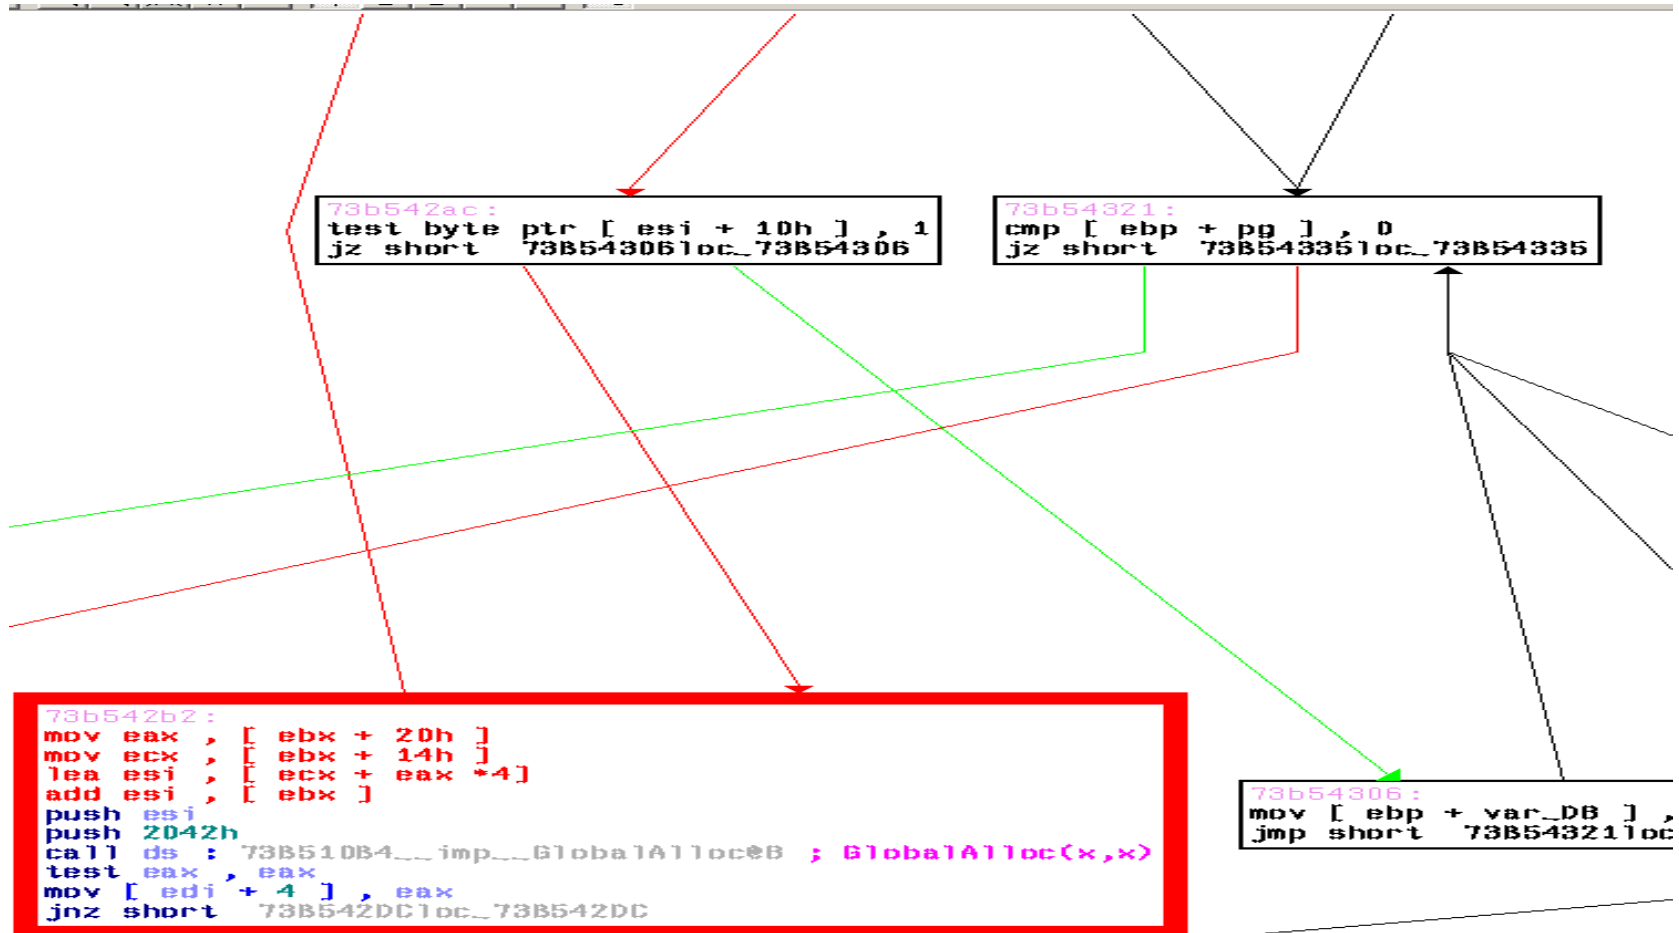 73b542ac:
test byte ptr [ esi + 10h ] , 1
jz short 73B54306loc_73B54306
73b54321:
cmp [ ebp + pg ] , 0
jz short 73B54335loc_73B54335
73b542b2:
mov eax , [ ebx + 20h ]
mov ecx , [ ebx + 14h ]
lea esi , [ ecx + eax *4]
add esi , [ ebx ]
push esi
push 2042h
call ds : 73B510B4__imp__GlobalAlloc@8 ; GlobalAlloc(x,x)
test eax , eax
mov [ edi + 4 ] , eax
jnz short 73B542DCloc_73B542DC
73b54306:
mov [ ebp + var_D8 ] ,
jmp short 73B54321loc